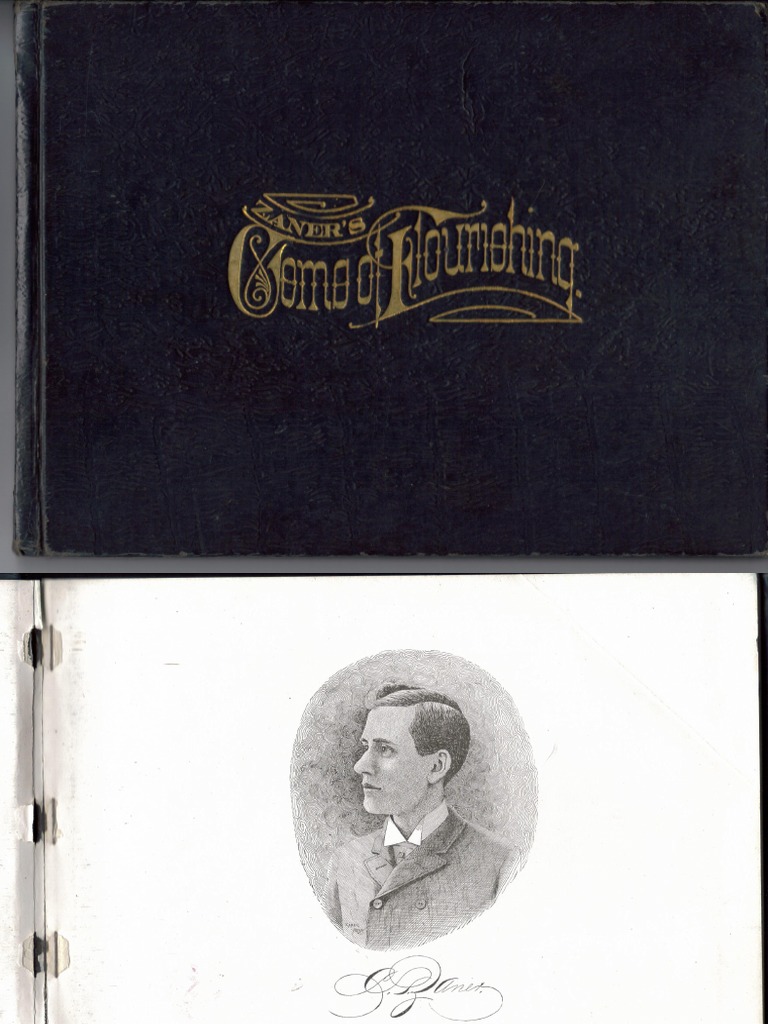 ZANER'S
Gems of Flourishing.
C. P. Zaner.